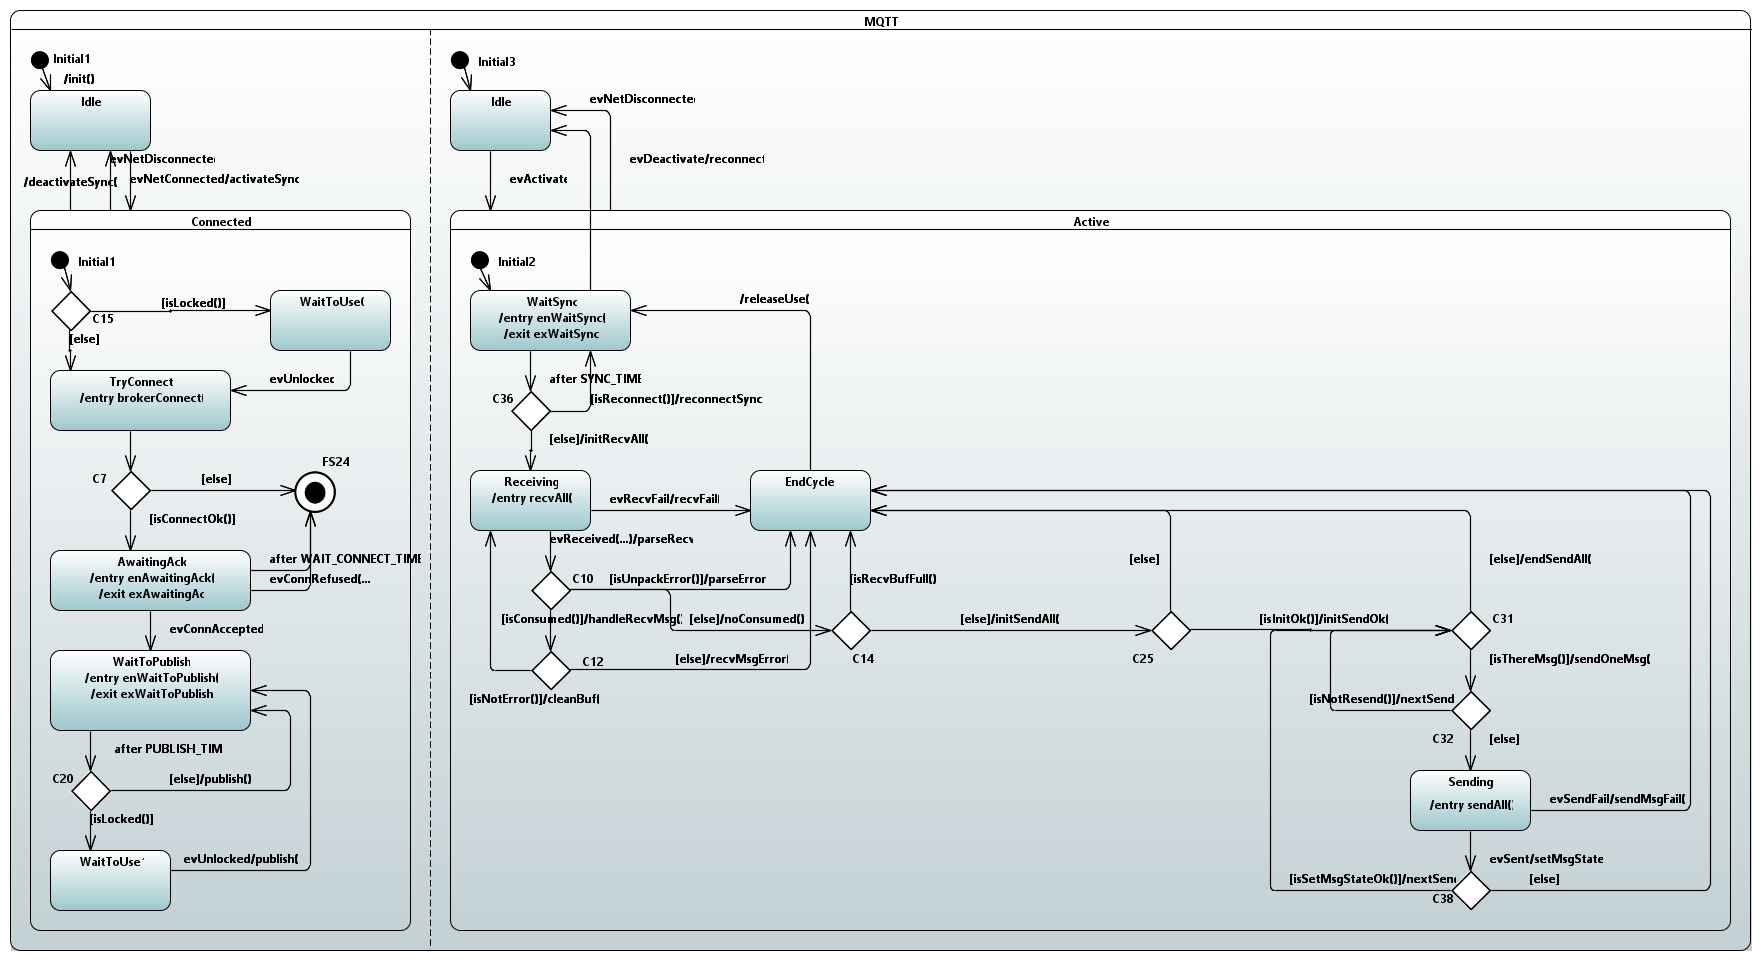 MQTT
Initial1
/init()
Idle
evNetDisconnecte
/deactivateSync(
evNetConnected/activateSync
Connected
Initial1
[isLocked()]
WaitToUse(
C15
[else]
TryConnect
/entry brokerConnect(
evUnlocked
C7
[else]
FS24
[isConnectOk()]
AwaitingAck
/entry enAwaitingAck(
/exit exAwaitingAc
after WAIT_CONNECT_TIME
evConnRefused(...
evConnAccepted
WaitToPublish
/entry enWaitToPublish(
/exit exWaitToPublish
after PUBLISH_TIM
C20
[else]/publish()
[isLocked()]
WaitToUse
evUnlocked/publish(
Initial3
Idle
evNetDisconnecte
evDeactivate/reconnect
evActivate
Active
Initial2
WaitSync
/entry enWaitSync(
/exit exWaitSync
/releaseUse(
after SYNC_TIME
C36
[isReconnect()]/reconnectSync
[else]/initRecvAll(
Receiving
/entry recvAll(
evRecvFail/recvFail
EndCycle
evReceived(...)/parseRecv
C10
[isUnpackError()]/parseError
[isRecvBufFull()]
[else]
[else]/endSendAll(
[isConsumed()]/handleRecvMsg(
[else]/noConsumed()
[else]/initSendAll(
[isInitOk()]/initSendOk(
C31
C12
[else]/recvMsgError(
C14
C25
[isThereMsg()]/sendOneMsg(
[isNotError()]/cleanBuf(
[isNotResend()]/nextSend
C32
[else]
Sending
/entry sendAll(
evSendFail/sendMsgFail(
evSent/setMsgState
[isSetMsgStateOk()]/nextSen
[else]
C38